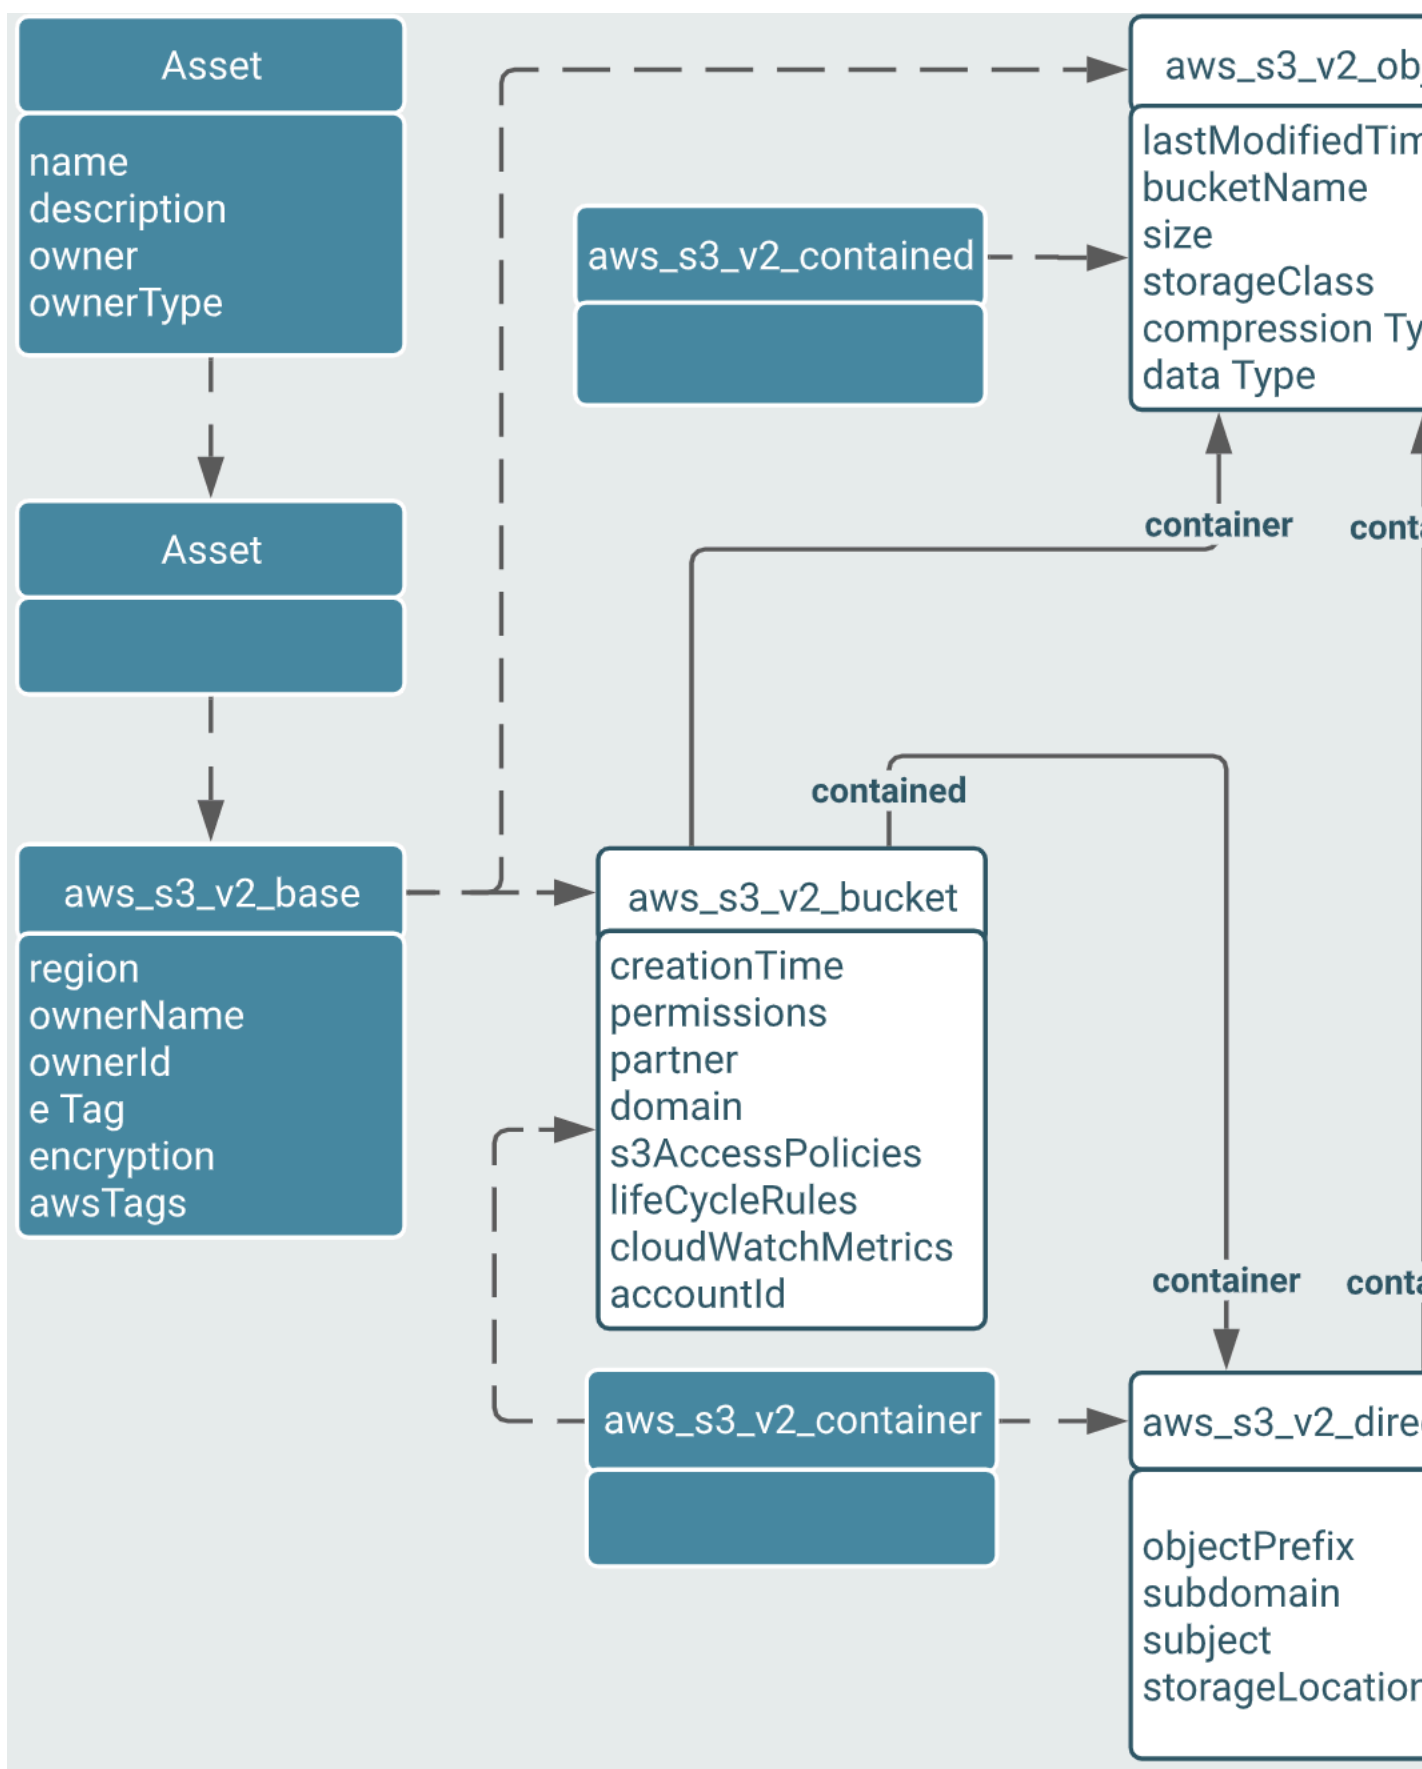 Asset
name
description
owner
ownerType
Asset
aws_s3_v2_base
region
ownerName
ownerId
e Tag
encryption
awsTags
aws_s3_v2_contained
contained
aws_s3_v2_bucket
creationTime
permissions
partner
domain
s3AccessPolicies
lifeCycleRules
cloudWatchMetrics
accountId
aws_s3_v2_container
bucketName
size
storageClass
compression
data Type
container
container
objectPrefix
subdomain
subject